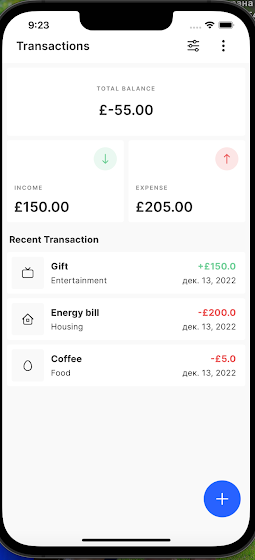 9:23
Transactions
TOTAL BALANCE
£-55.00
INCOME
£150.00
EXPENSE
£205.00
Recent Transaction
Gift +£150.0
Entertainment дек. 13, 2022
Energy bill -£200.0
Housing дек. 13, 2022
Coffee -£5.0
Food дек. 13, 2022